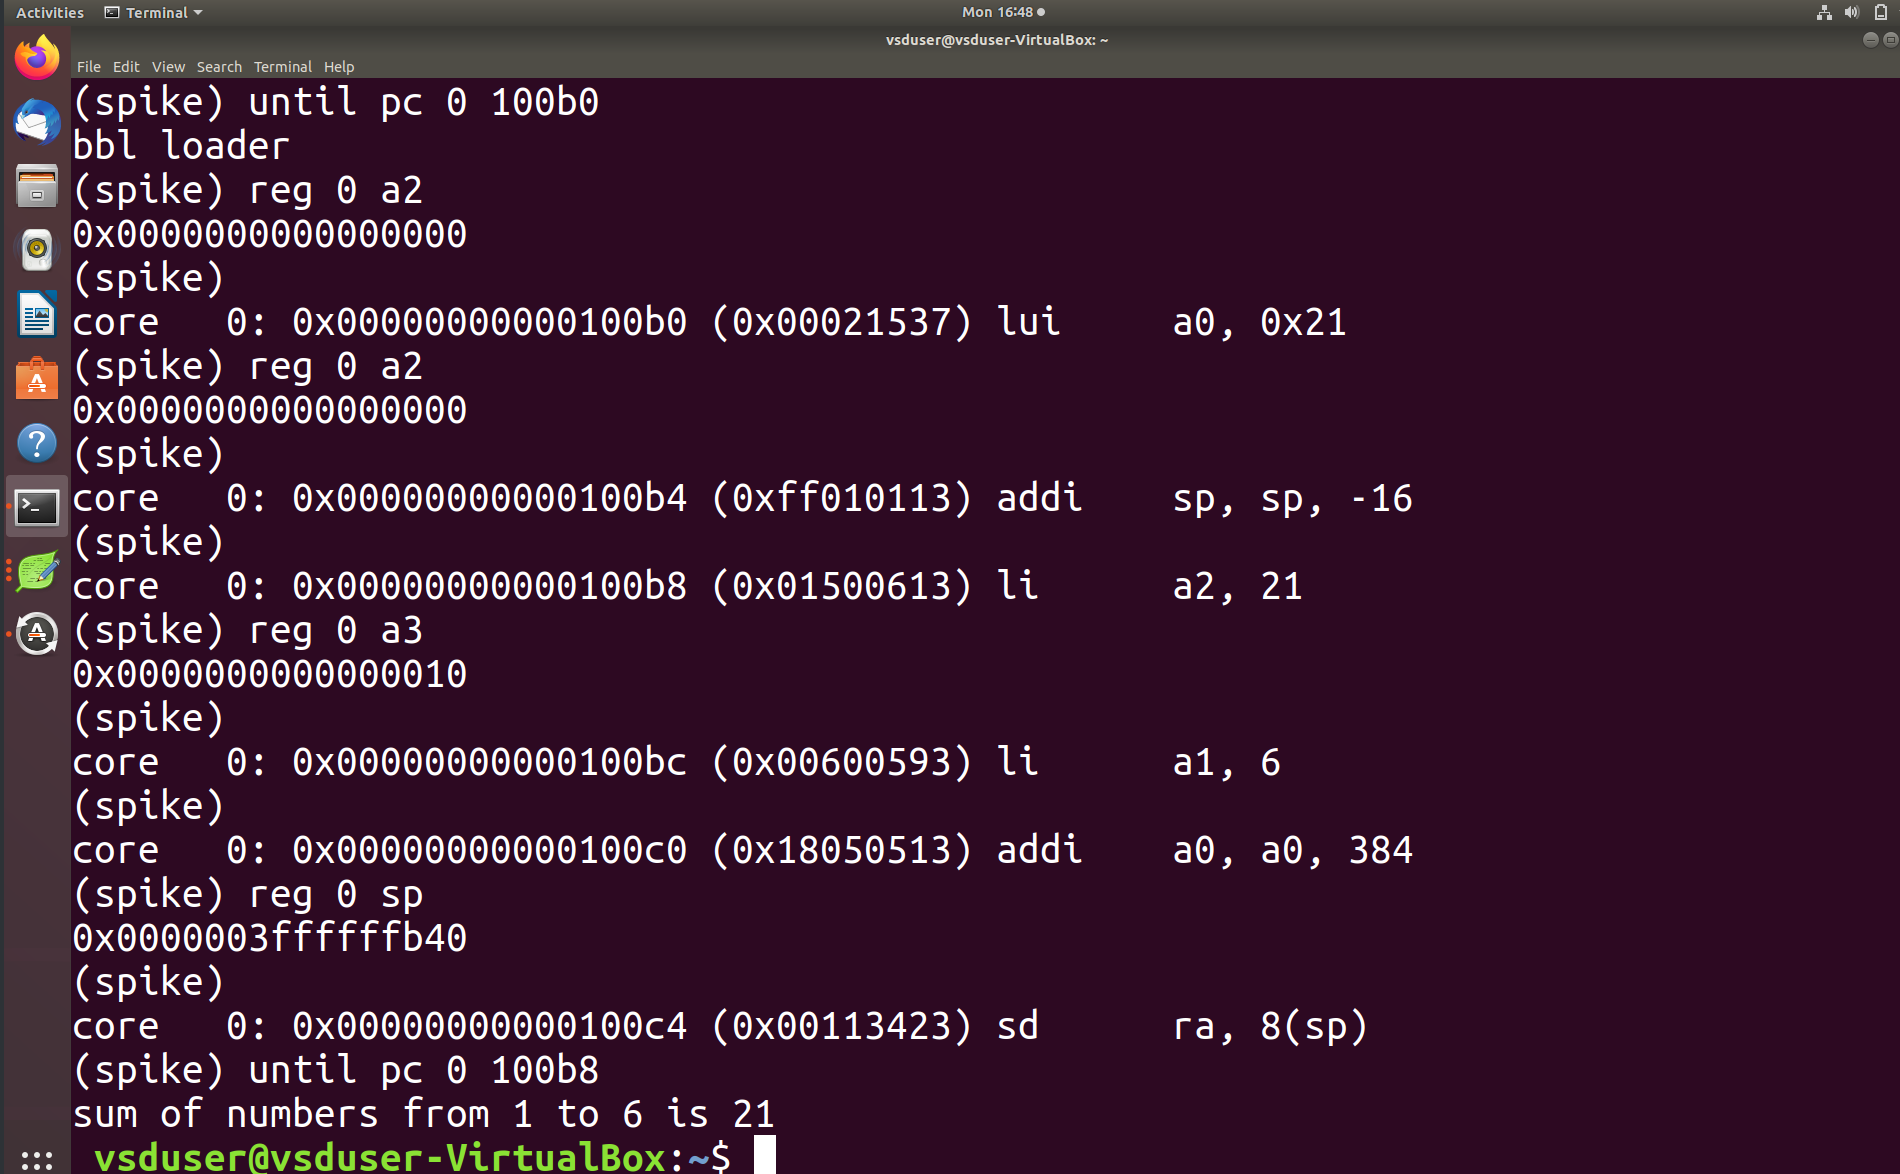 Activities Terminal Mon 16:48
vsduser@vsduser-VirtualBox: ~
File Edit View Search Terminal Help
(spike) until pc 0 100b0
bbl loader
(spike) reg 0 a2
0x0000000000000000
(spike)
core   0: 0x00000000000100b0 (0x00021537) lui      a0, 0x21
(spike) reg 0 a2
0x0000000000000000
(spike)
core   0: 0x00000000000100b4 (0xff010113) addi    sp, sp, -16
(spike)
core   0: 0x00000000000100b8 (0x01500613) li      a2, 21
(spike) reg 0 a3
0x0000000000000010
(spike)
core   0: 0x00000000000100bc (0x00600593) li      a1, 6
(spike)
core   0: 0x00000000000100c0 (0x18050513) addi    a0, a0, 384
(spike) reg 0 sp
0x0000003ffffffb40
(spike)
core   0: 0x00000000000100c4 (0x00113423) sd      ra, 8(sp)
(spike) until pc 0 100b8
sum of numbers from 1 to 6 is 21
vsduser@vsduser-VirtualBox:~$